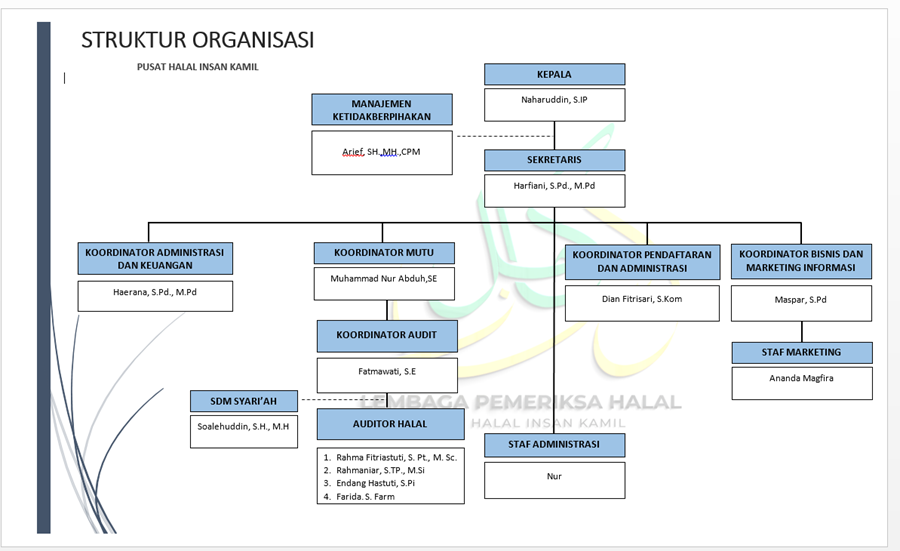 STRUKTUR ORGANISASI
PUSAT HALAL INSAN KAMIL
KEPALA
Naharuddin, S.IP
MANAJEMEN
KETIDAKBERPIHAKAN
Arief, SH.,MH.,CPM
SEKRETARIS
Harfiani, S.Pd., M.Pd
KOORDINATOR ADMINISTRASI
DAN KEUANGAN
Haerana, S.Pd., M.Pd
KOORDINATOR MUTU
Muhammad Nur Abduh,SE
KOORDINATOR PENDAFTARAN
DAN ADMINISTRASI
Dian Fitrisari, S.Kom
KOORDINATOR BISNIS DAN
MARKETING INFORMASI
Maspar, S.Pd
KOORDINATOR AUDIT
Fatmawati, S.E
STAF MARKETING
Ananda Magfira
SDM SYARI’AH
Soalehuddin, S.H., M.H
LEMBAGA PEMERIKSA HALAL
HALAL INSAN KAMIL
AUDITOR HALAL
1. Rahma Fitriastuti, S. Pt., M. Sc.
2. Rahmaniar, S.TP., M.Si
3. Endang Hastuti, S.Pi
4. Farida. S. Farm
STAF ADMINISTRASI
Nur